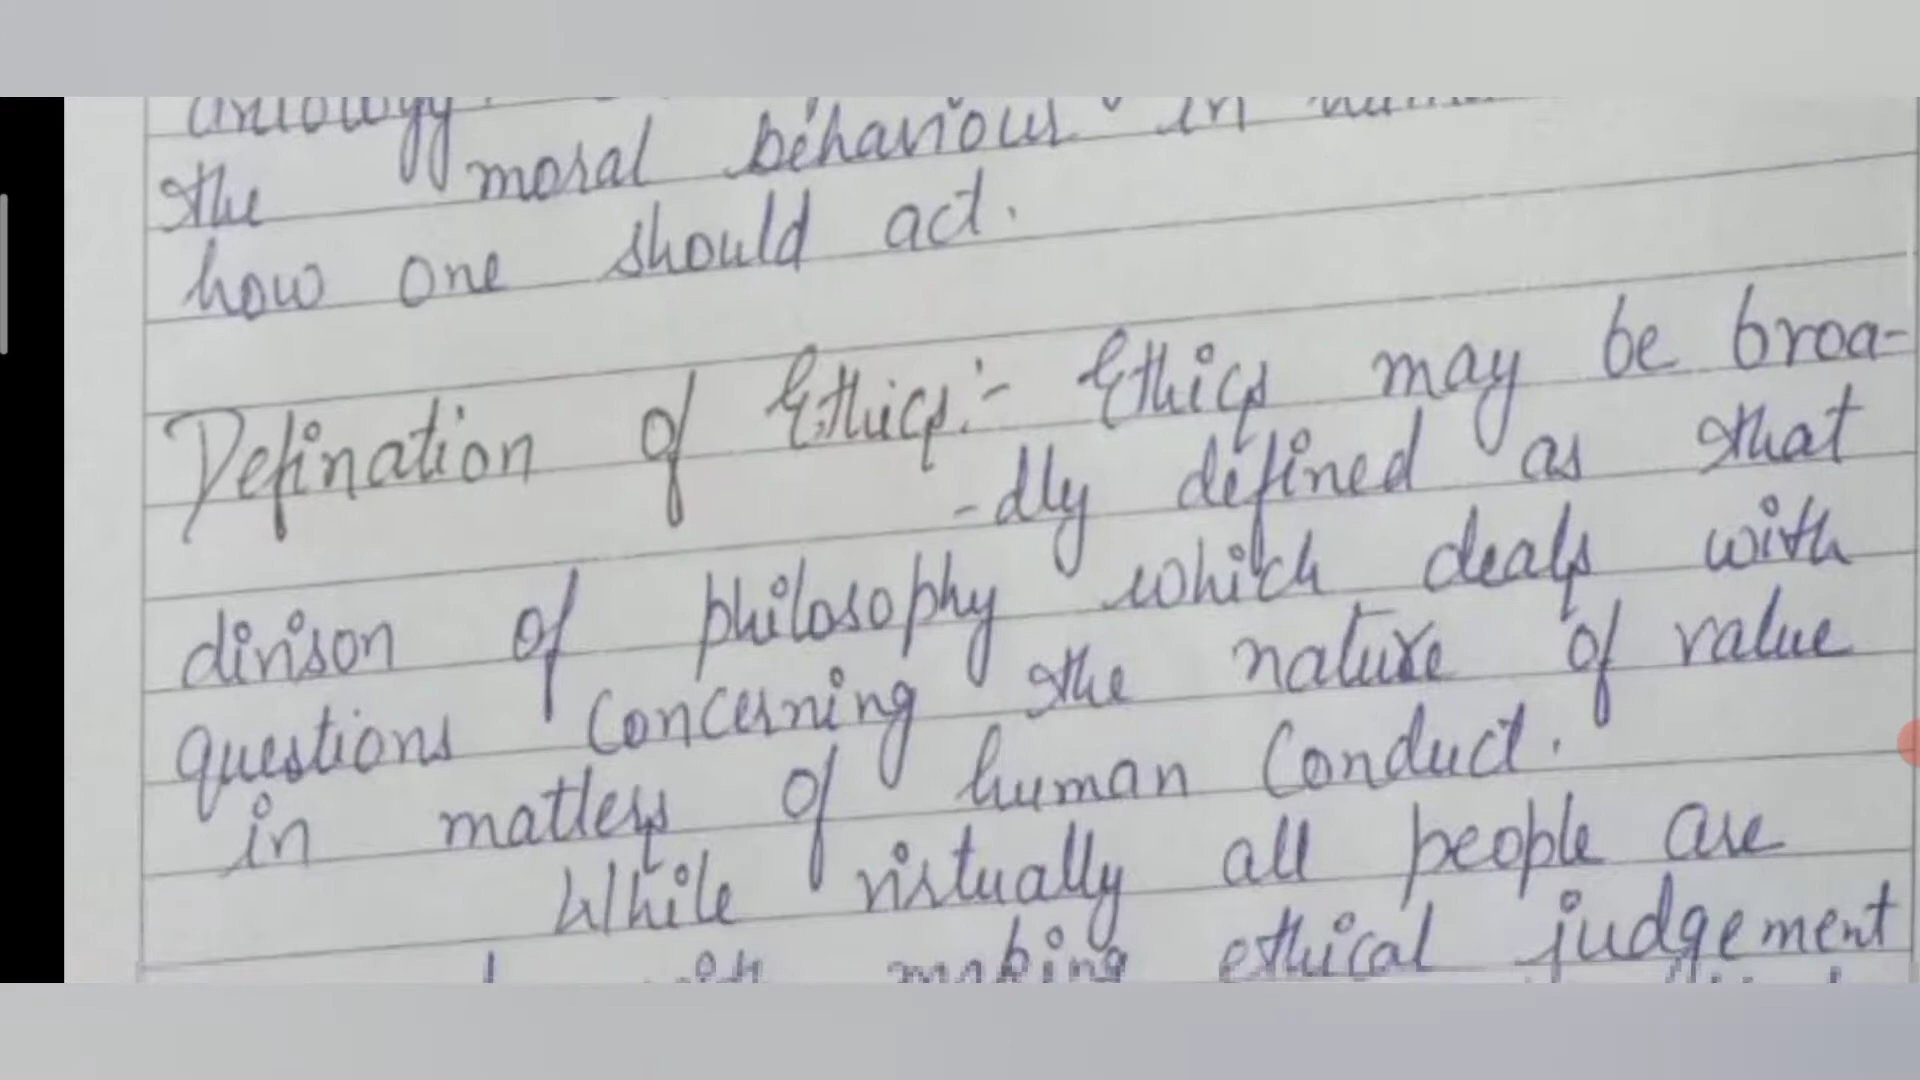 the moral behaviour in
how one should act.
Defination of Ethics:- Ethics may be broa-
-dly defined as that
divison of philosophy which deals with
questions concerning the nature of value
in matters of human conduct.
While virtually all people are
making ethical judgement